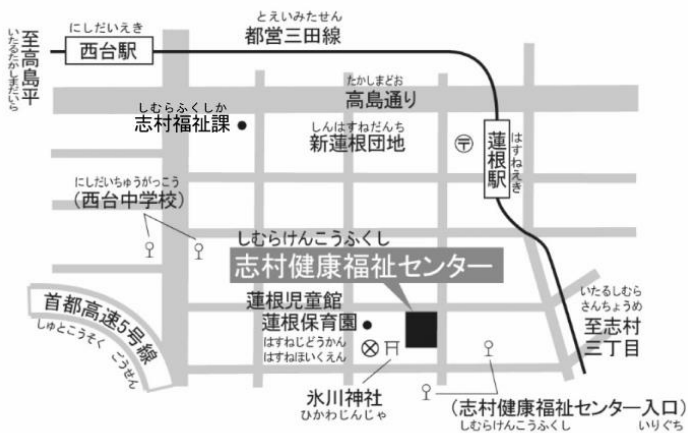 とえいみたせん
都営三田線
にしだいえき
西台駅
至高島平
いたるたかしまだいら
たかしまどお
高島通り
しむらふくしか
志村福祉課
しんはすねだんち
新蓮根団地
〒
蓮根駅
はすねえき
にしだいちゅうがっこう
(西台中学校)
しむらけんこうふくし
志村健康福祉センター
首都高速5号線
しゅとこうそく ごうせん
蓮根児童館
蓮根保育園
はすねじどうかん
はすねほいくえん
いたるしむら
さんちょうめ
至志村
三丁目
氷川神社
ひかわじんじゃ
(志村健康福祉センター入口)
しむらけんこうふくし いりぐち